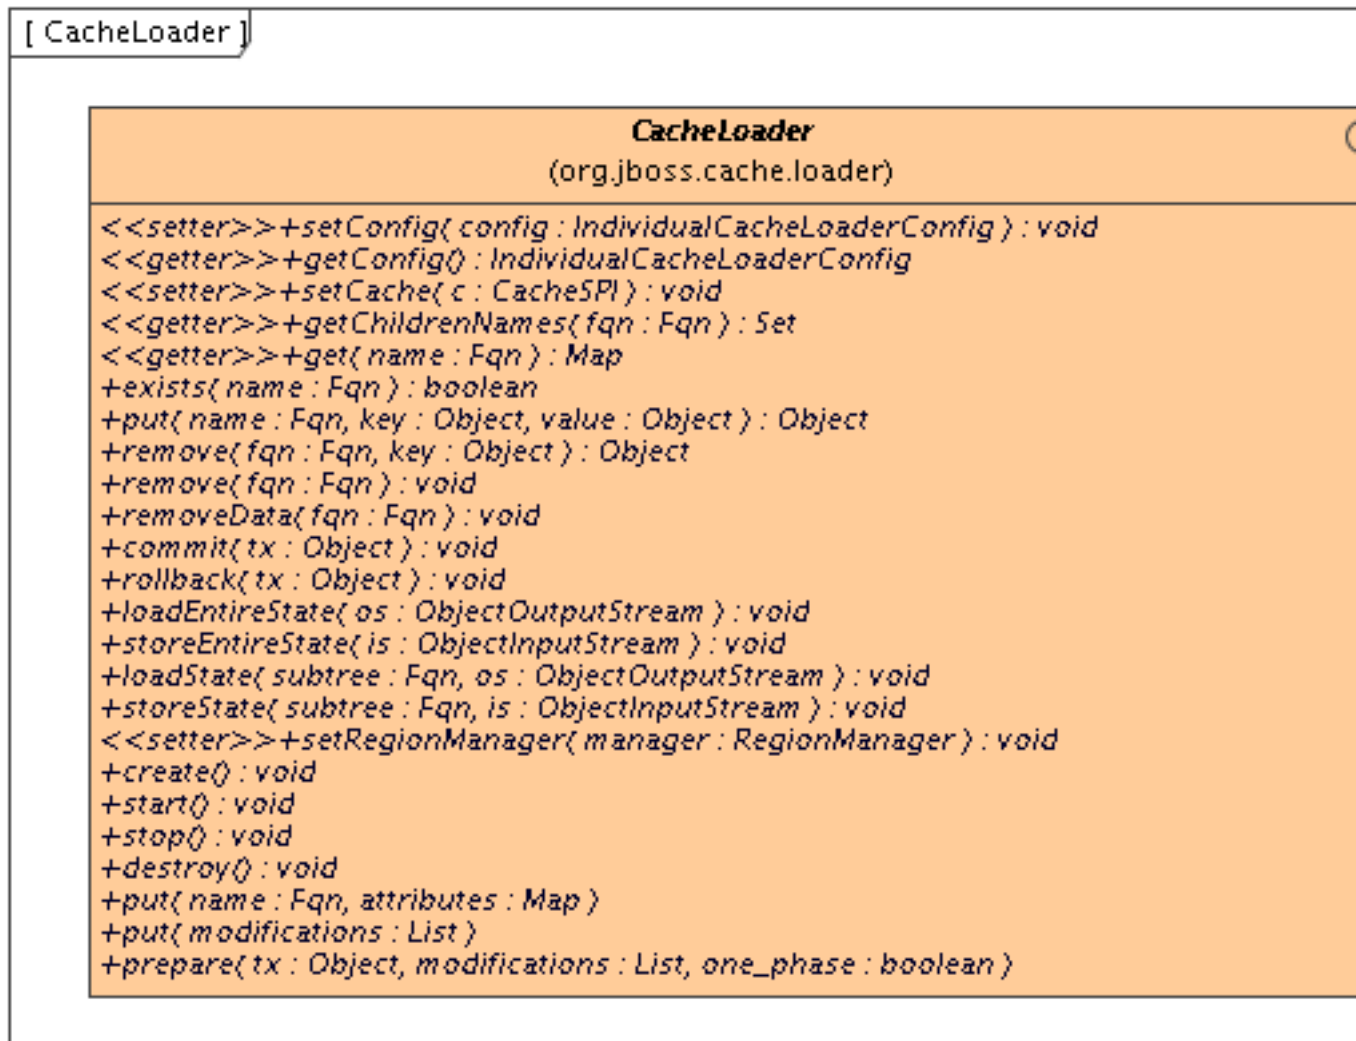 [ CacheLoader ]
CacheLoader
(org.jboss.cache.loader)
<<setter>>+setConfig( config : IndividualCacheLoaderConfig ) : void
<<getter>>+getConfig() : IndividualCacheLoaderConfig
<<setter>>+setCache( c : CacheSPI ) : void
<<getter>>+getChildrenNames( fqn : Fqn ) : Set
<<getter>>+get( name : Fqn ) : Map
+exists( name : Fqn ) : boolean
+put( name : Fqn, key : Object, value : Object ) : Object
+remove( fqn : Fqn, key : Object ) : Object
+remove( fqn : Fqn ) : void
+removeData( fqn : Fqn ) : void
+commit( tx : Object ) : void
+rollback( tx : Object ) : void
+loadEntireState( os : ObjectOutputStream ) : void
+storeEntireState( is : ObjectInputStream ) : void
+loadState( subtree : Fqn, os : ObjectOutputStream ) : void
+storeState( subtree : Fqn, is : ObjectInputStream ) : void
<<setter>>+setRegionManager( manager : RegionManager ) : void
+create() : void
+start() : void
+stop() : void
+destroy() : void
+put( name : Fqn, attributes : Map )
+put( modifications : List )
+prepare( tx : Object, modifications : List, one_phase : boolean )